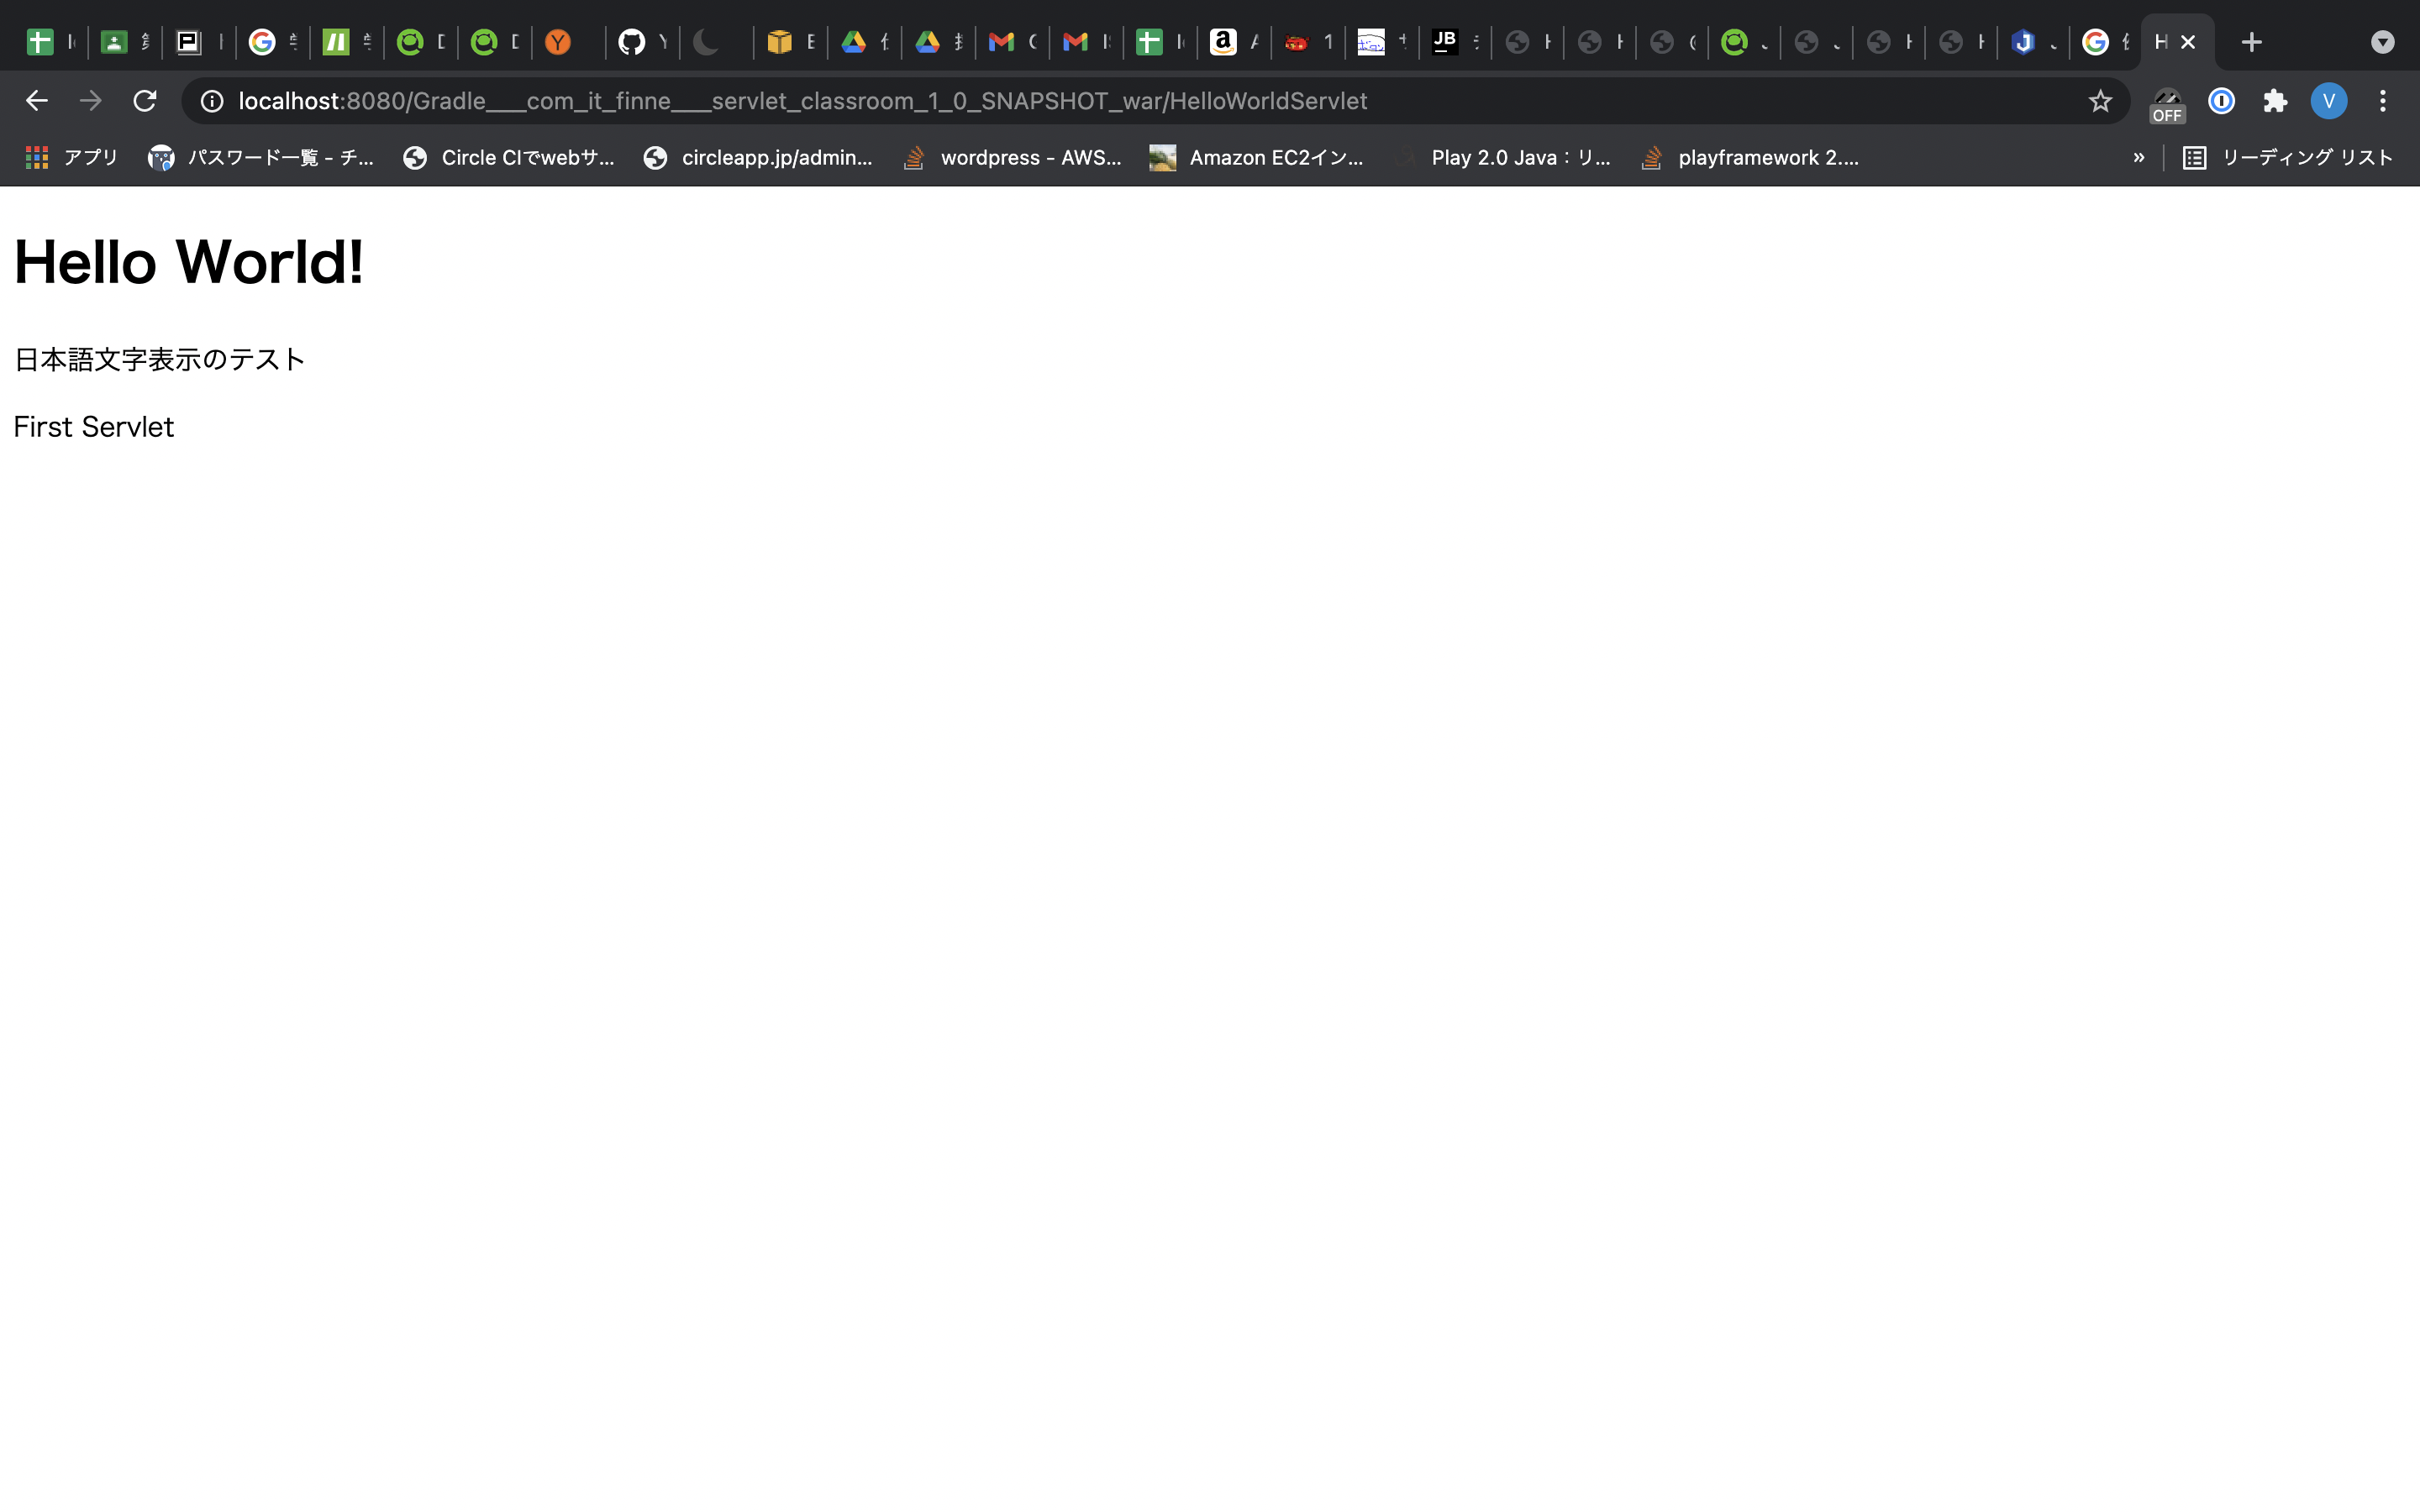 localhost:8080/Gradle___com_it_finne___servlet_classroom_1_0_SNAPSHOT_war/HelloWorldServlet
OFF
V
アプリ
パスワード一覧 - チ...
Circle CIでwebサ...
circleapp.jp/admin...
wordpress - AWS...
Amazon EC2イン...
Play 2.0 Java：リ...
playframework 2....
»
リーディング リスト
Hello World!
日本語文字表示のテスト
First Servlet